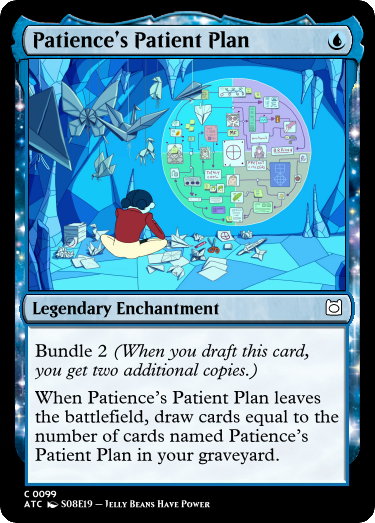 Patience's Patient Plan
Legendary Enchantment
Bundle 2 (When you draft this card,
you get two additional copies.)
When Patience's Patient Plan leaves
the battlefield, draw cards equal to the
number of cards named Patience's
Patient Plan in your graveyard.
C 0099
ATC S08E19 – Jelly Beans Have Power